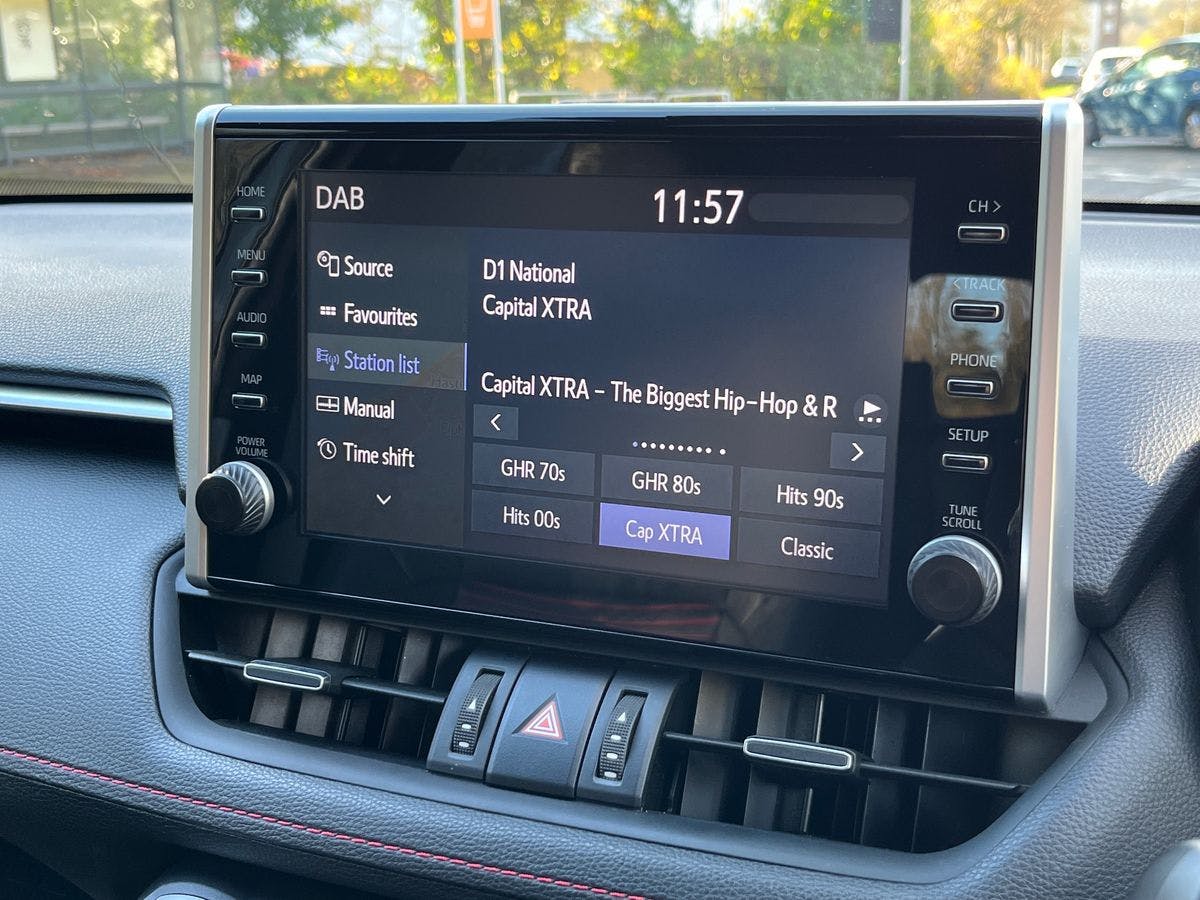 HOME
MENU
AUDIO
MAP
POWER
VOLUME
DAB
11:57
Source
Favourites
Station list
Manual
Time shift
D1 National
Capital XTRA
Capital XTRA – The Biggest Hip-Hop & R
<
>
GHR 70s
GHR 80s
Hits 90s
Hits 00s
Cap XTRA
Classic
CH >
< TRACK
PHONE
SETUP
TUNE
SCROLL